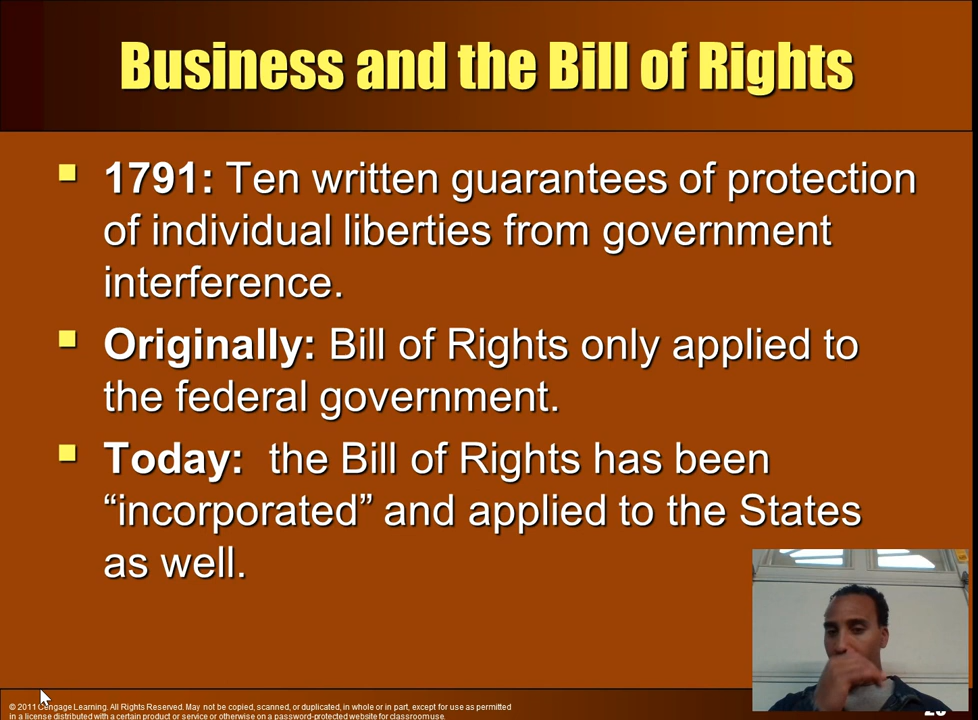 Business and the Bill of Rights
1791: Ten written guarantees of protection
of individual liberties from government
interference.
Originally: Bill of Rights only applied to
the federal government.
Today:  the Bill of Rights has been
“incorporated” and applied to the States
as well.
© 2011 Cengage Learning. All Rights Reserved. May not be copied, scanned, or duplicated, in whole or in part, except for use as permitted
in a license distributed with a certain product or service or otherwise on a password-protected website for classroom use.